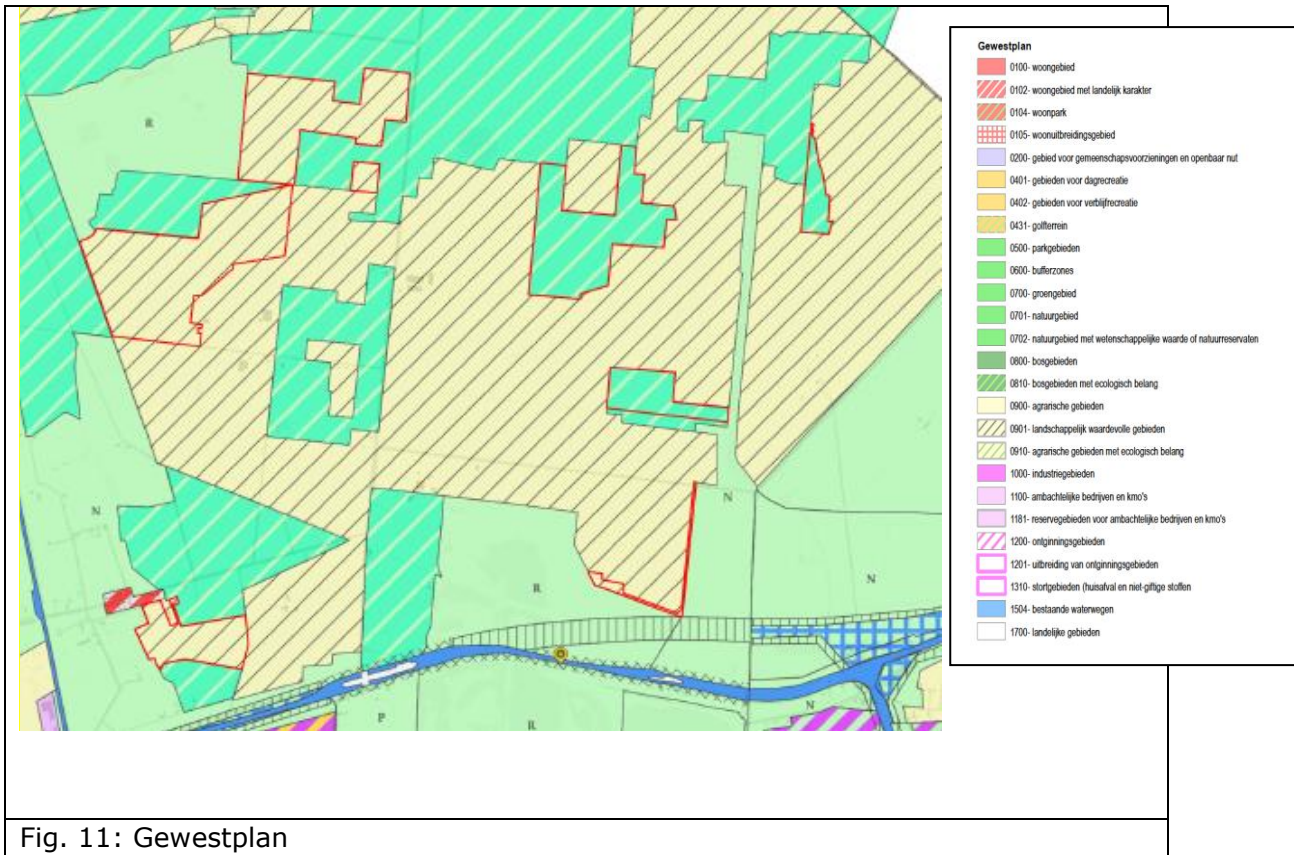 R
N
R
N
N
P
R
N
Gewestplan
0100- woongebied
0102- woongebied met landelijk karakter
0104- woonpark
0105- woonuitbreidingsgebied
0200- gebied voor gemeenschapsvoorzieningen en openbaar nut
0401- gebieden voor dagrecreatie
0402- gebieden voor verblijfrecreatie
0431- golfterrein
0500- parkgebieden
0600- bufferzones
0700- groengebied
0701- natuurgebied
0702- natuurgebied met wetenschappelijke waarde of natuurreservaten
0800- bosgebieden
0810- bosgebieden met ecologisch belang
0900- agrarische gebieden
0901- landschappelijk waardevolle gebieden
0910- agrarische gebieden met ecologisch belang
1000- industriegebieden
1100- ambachtelijke bedrijven en kmo's
1181- reservegebieden voor ambachtelijke bedrijven en kmo's
1200- ontginningsgebieden
1201- uitbreiding van ontginningsgebieden
1310- stortgebieden (huisafval en niet-giftige stoffen
1504- bestaande waterwegen
1700- landelijke gebieden
Fig. 11: Gewestplan